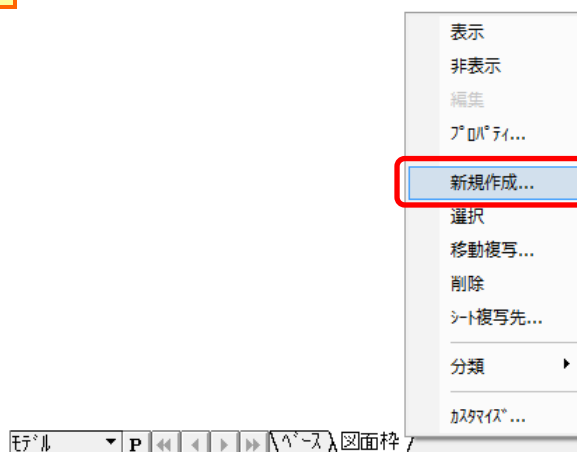 表示
非表示
編集
ﾌﾟﾛﾊﾟﾃｨ...
新規作成...
選択
移動複写...
削除
ｼｰﾄ複写先...
分類
ｶｽﾀﾏｲｽﾞ...
ﾓﾃﾞﾙ P ﾍﾞｰｽ 図面枠